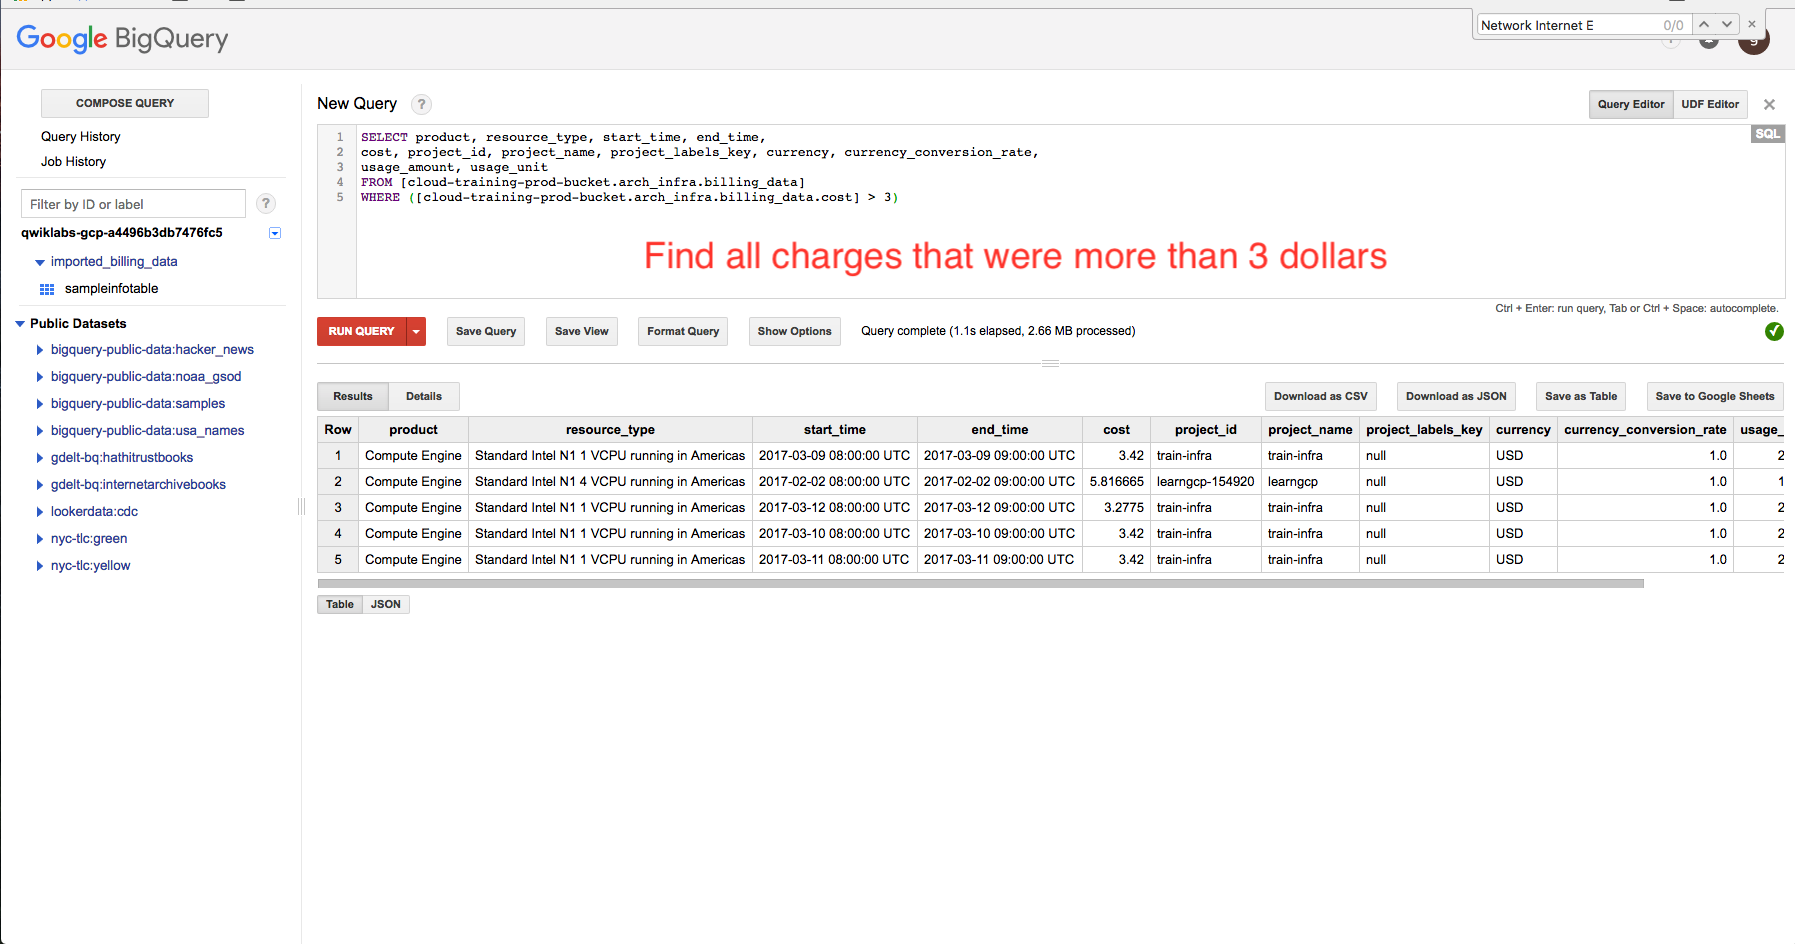 Network Internet E 0/0
Google BigQuery
g
COMPOSE QUERY
Query History
Job History
Filter by ID or label
?
qwiklabs-gcp-a4496b3db7476fc5
imported_billing_data
sampleinfotable
Public Datasets
bigquery-public-data:hacker_news
bigquery-public-data:noaa_gsod
bigquery-public-data:samples
bigquery-public-data:usa_names
gdelt-bq:hathitrustbooks
gdelt-bq:internetarchivebooks
lookerdata:cdc
nyc-tlc:green
nyc-tlc:yellow
New Query ?
Query Editor UDF Editor
SQL
1 SELECT product, resource_type, start_time, end_time,
2 cost, project_id, project_name, project_labels_key, currency, currency_conversion_rate,
3 usage_amount, usage_unit
4 FROM [cloud-training-prod-bucket.arch_infra.billing_data]
5 WHERE ([cloud-training-prod-bucket.arch_infra.billing_data.cost] > 3)
Find all charges that were more than 3 dollars
Ctrl + Enter: run query, Tab or Ctrl + Space: autocomplete.
RUN QUERY Save Query Save View Format Query Show Options Query complete (1.1s elapsed, 2.66 MB processed)
Results Details Download as CSV Download as JSON Save as Table Save to Google Sheets
Row product resource_type start_time end_time cost project_id project_name project_labels_key currency currency_conversion_rate usage_
1 Compute Engine Standard Intel N1 1 VCPU running in Americas 2017-03-09 08:00:00 UTC 2017-03-09 09:00:00 UTC 3.42 train-infra train-infra null USD 1.0 2
2 Compute Engine Standard Intel N1 4 VCPU running in Americas 2017-02-02 08:00:00 UTC 2017-02-02 09:00:00 UTC 5.816665 learngcp-154920 learngcp null USD 1.0 1
3 Compute Engine Standard Intel N1 1 VCPU running in Americas 2017-03-12 08:00:00 UTC 2017-03-12 09:00:00 UTC 3.2775 train-infra train-infra null USD 1.0 2
4 Compute Engine Standard Intel N1 1 VCPU running in Americas 2017-03-10 08:00:00 UTC 2017-03-10 09:00:00 UTC 3.42 train-infra train-infra null USD 1.0 2
5 Compute Engine Standard Intel N1 1 VCPU running in Americas 2017-03-11 08:00:00 UTC 2017-03-11 09:00:00 UTC 3.42 train-infra train-infra null USD 1.0 2
Table JSON